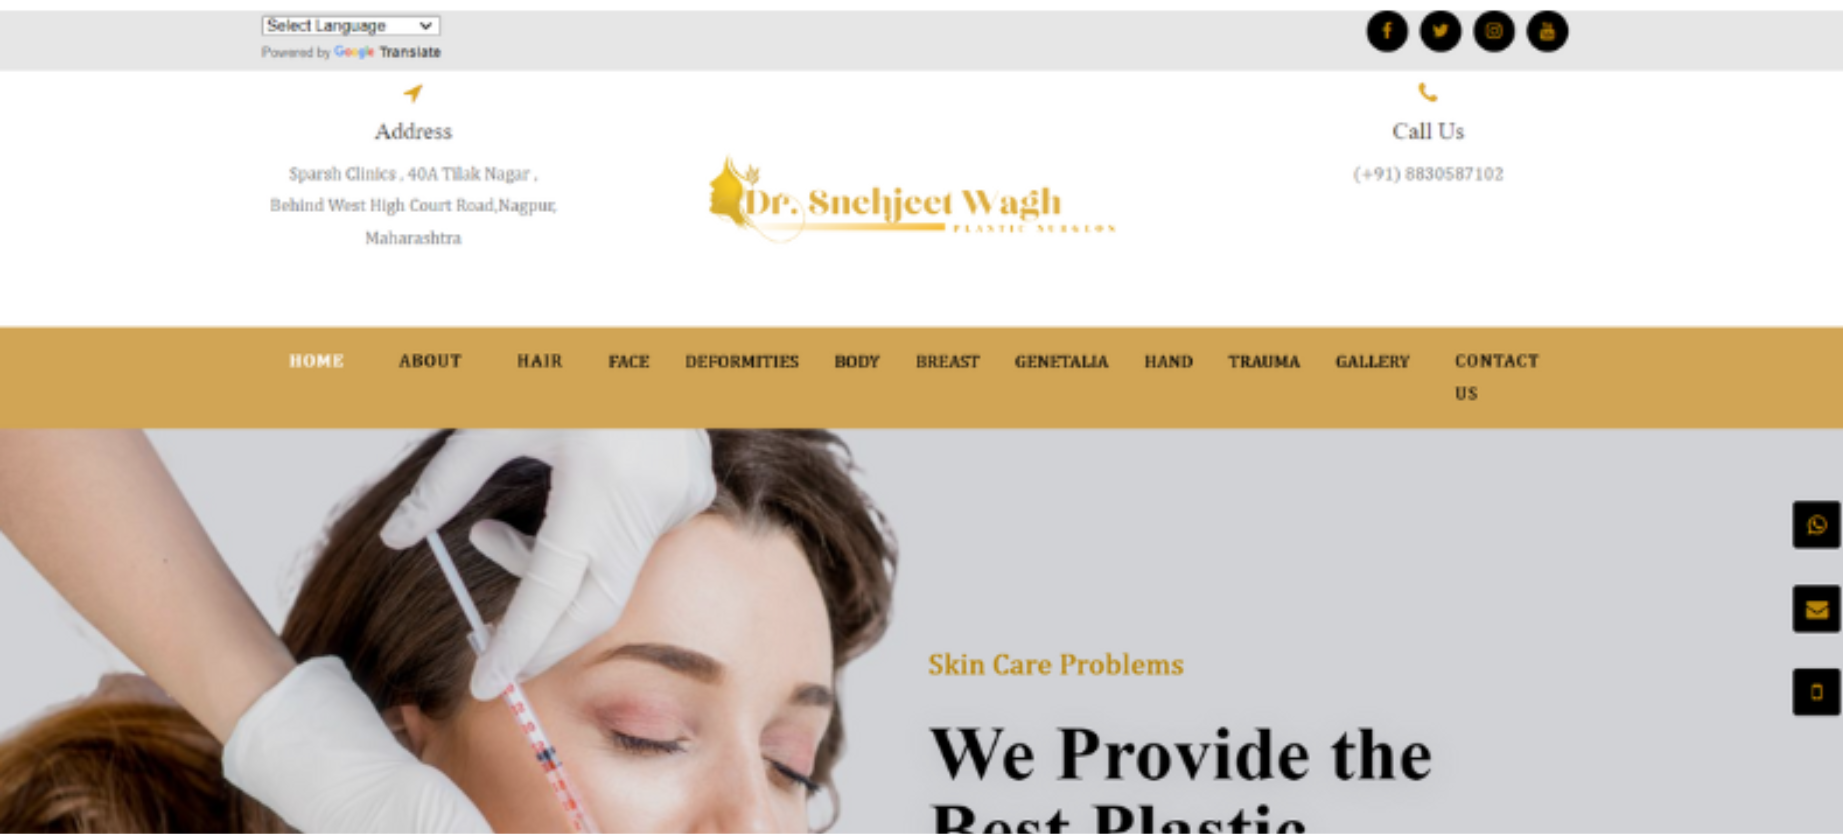 Select Language
Powered by Google Translate
Address
Sparsh Clinics , 40A Tilak Nagar ,
Behind West High Court Road,Nagpur,
Maharashtra
Dr. Snehjeet Wagh
PLASTIC SURGEON
Call Us
(+91) 8830587102
HOME ABOUT HAIR FACE DEFORMITIES BODY BREAST GENETALIA HAND TRAUMA GALLERY CONTACT
US
Skin Care Problems
We Provide the
Best Plastic